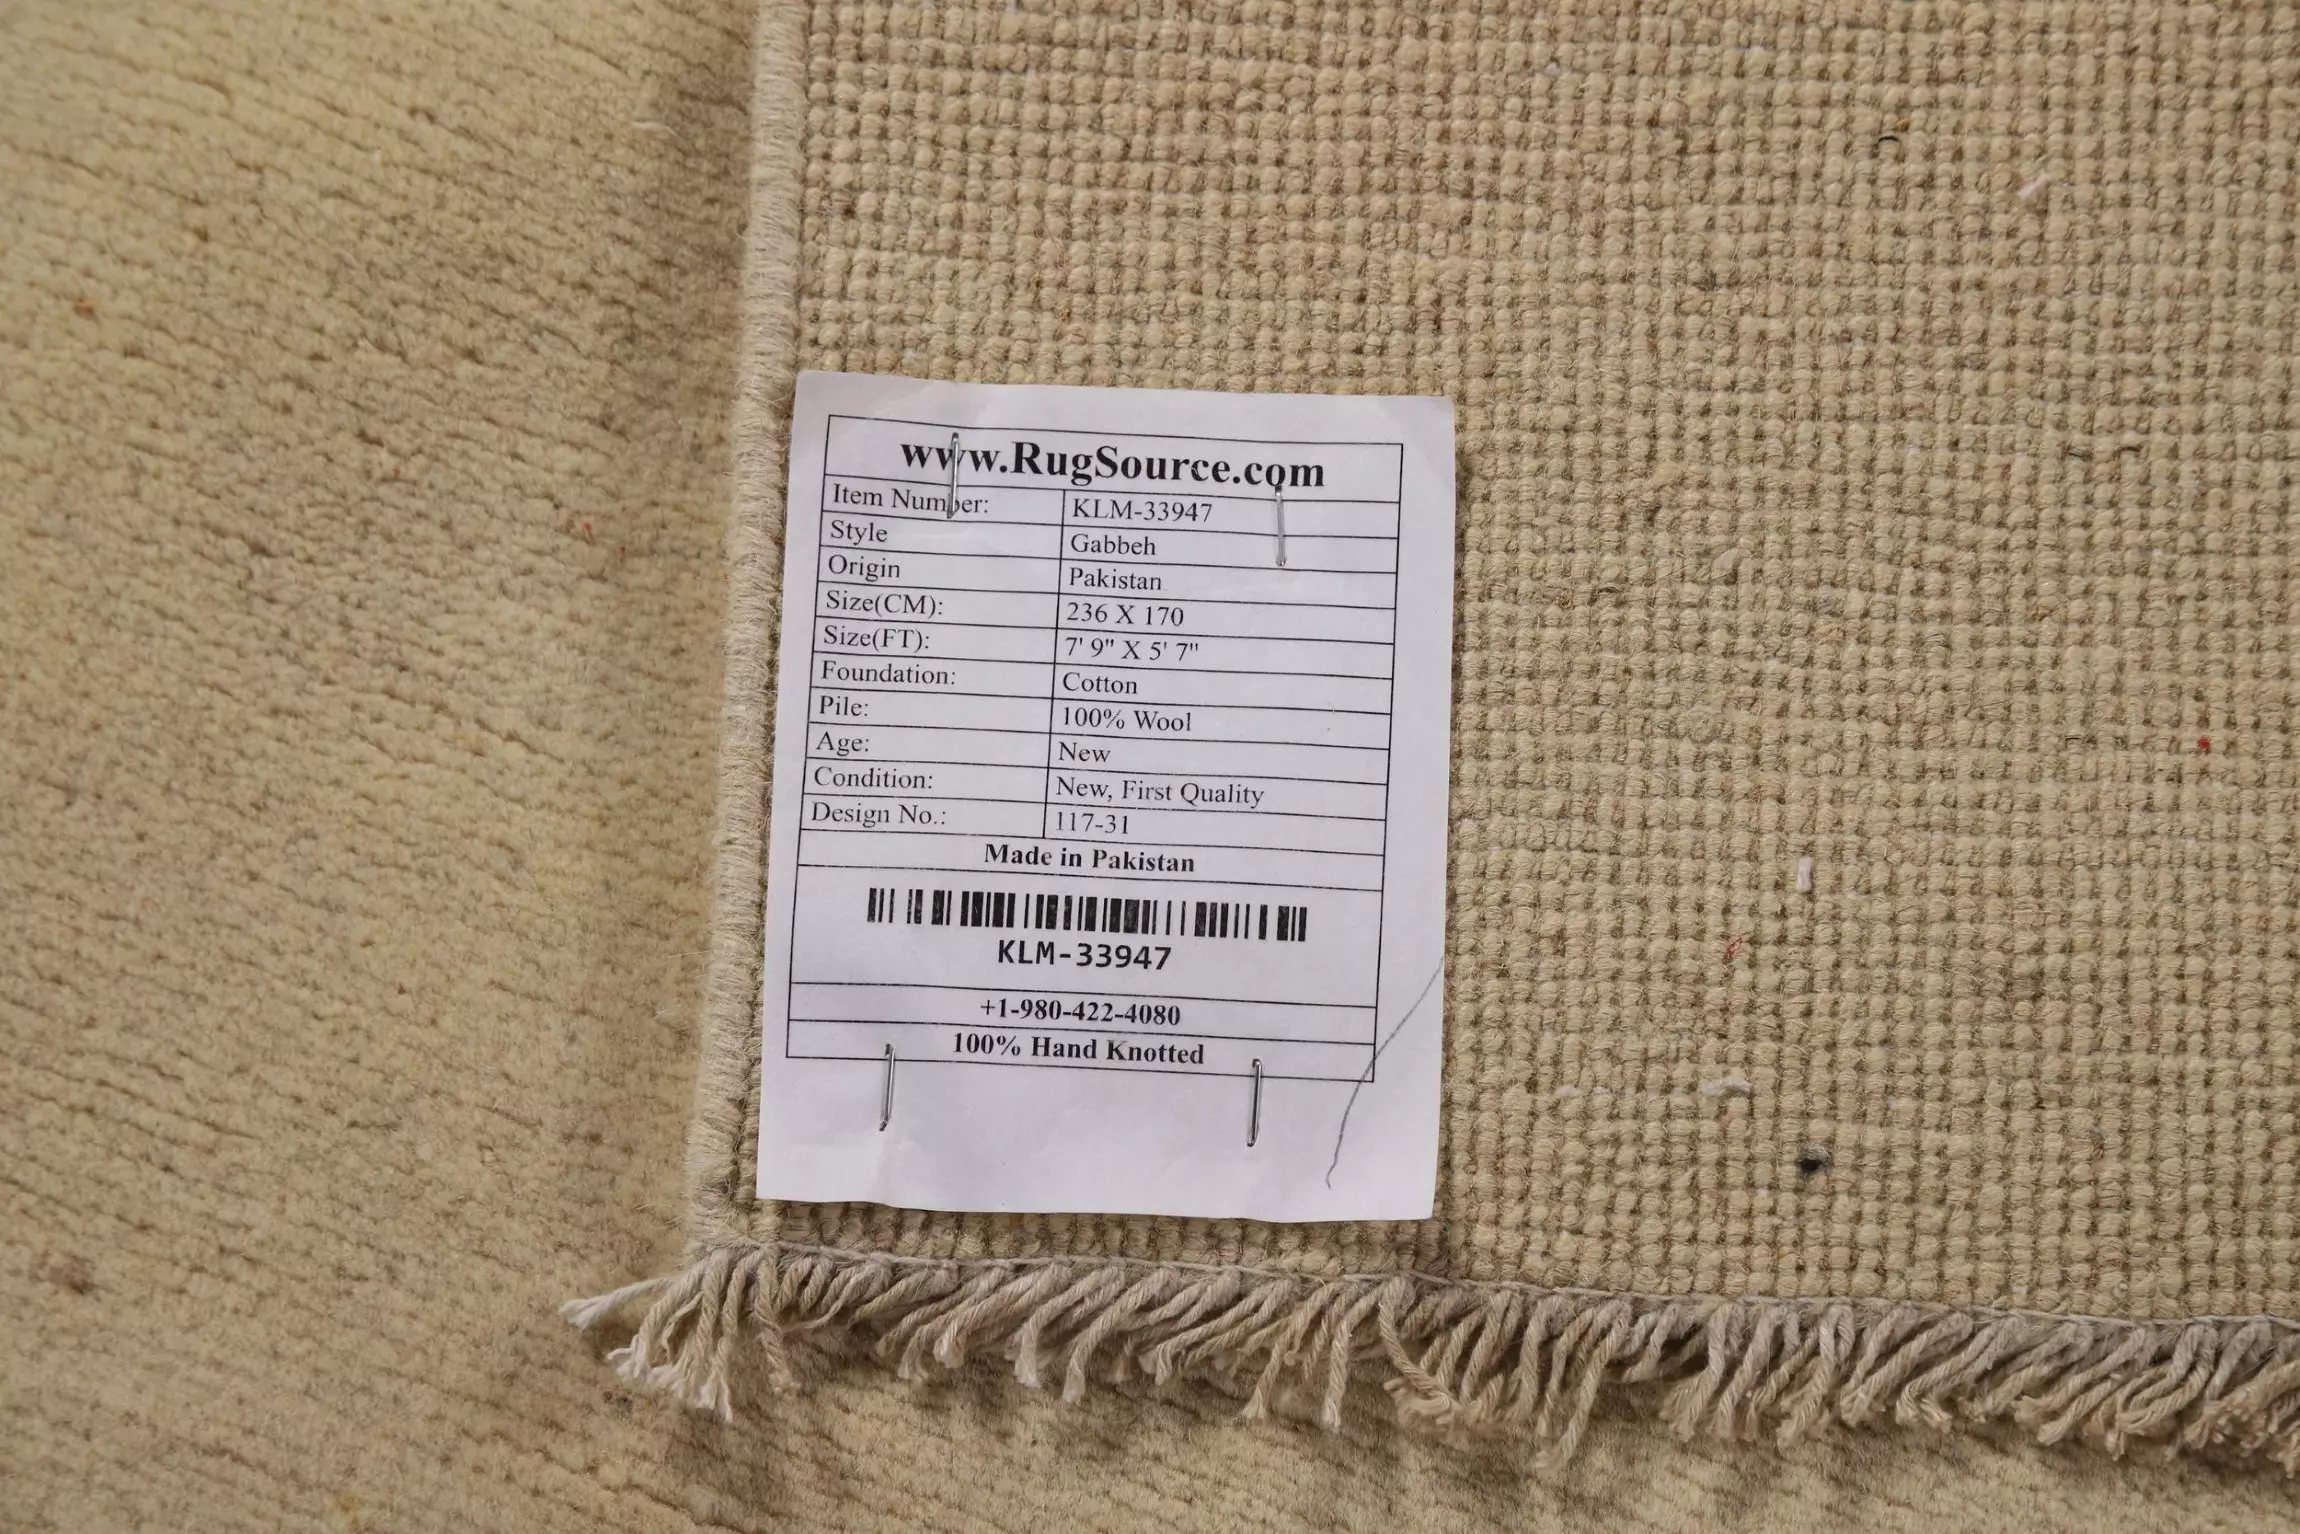 www.RugSource.com
Item Number: KLM-33947
Style Gabbeh
Origin Pakistan
Size(CM): 236 X 170
Size(FT): 7' 9" X 5' 7"
Foundation: Cotton
Pile: 100% Wool
Age: New
Condition: New, First Quality
Design No.: 117-31
Made in Pakistan
KLM-33947
+1-980-422-4080
100% Hand Knotted